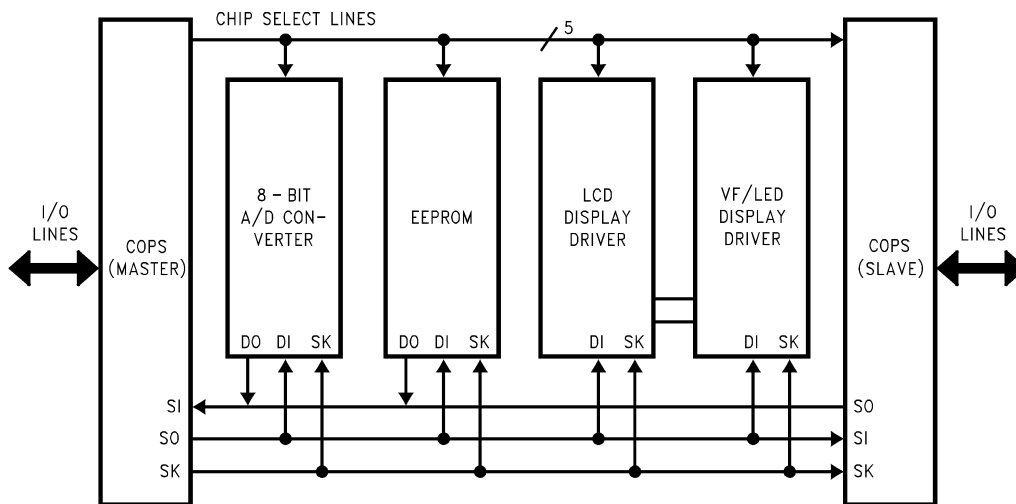 CHIP SELECT LINES
5
I/O
LINES
COPS
(MASTER)
8-BIT
A/D CON-
VERTER
EEPROM
LCD
DISPLAY
DRIVER
VF/LED
DISPLAY
DRIVER
COPS
(SLAVE)
I/O
LINES
DO DI SK
DO DI SK
DI SK
DI SK
SI
SO
SO
SI
SK
SK